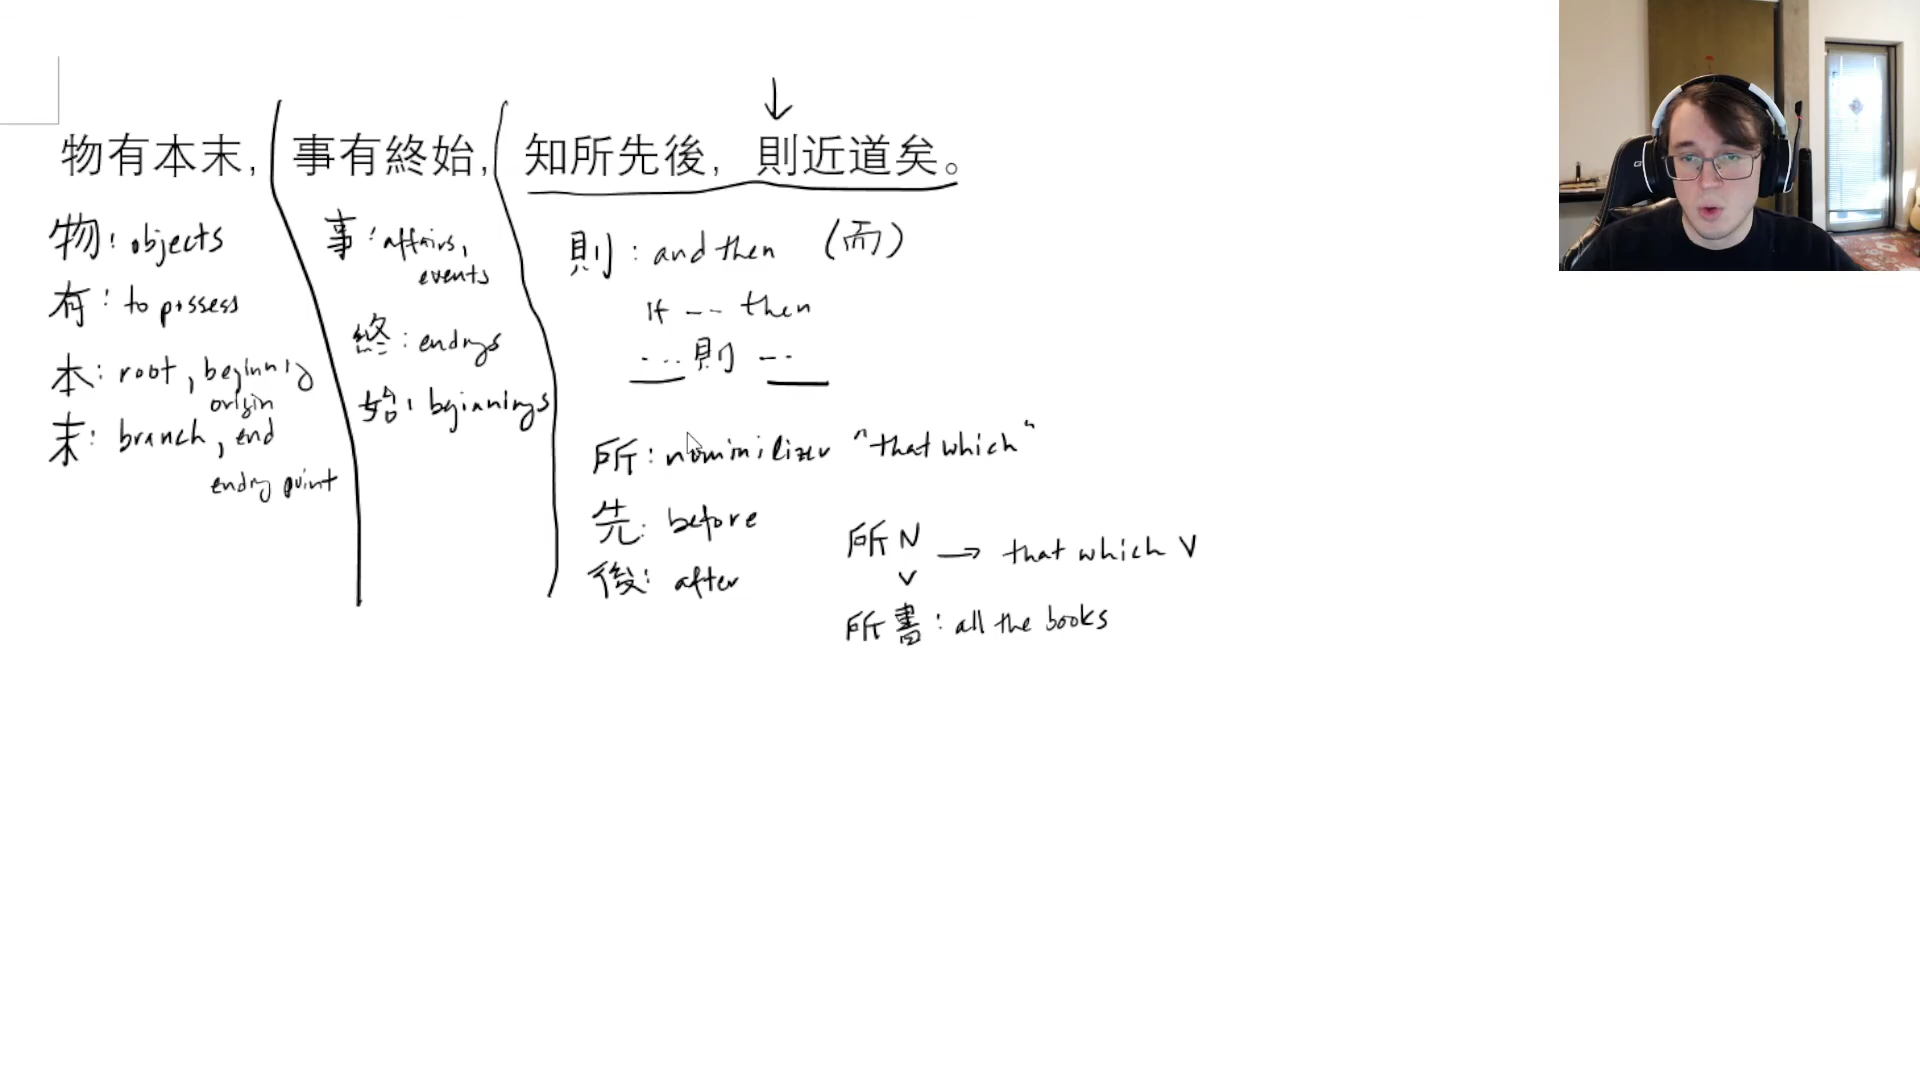 物有本末,事有終始,知所先後,則近道矣。
物: objects
有: to possess
本: root, beginning
origin
末: branch, end
ending point
事: affairs,
events
終: endings
始: beginnings
則: and then (而)
If --- then
... 則 ---
所: nominilizer "that which"
先: before
後: after
所 N → that which V
V
所書: all the books